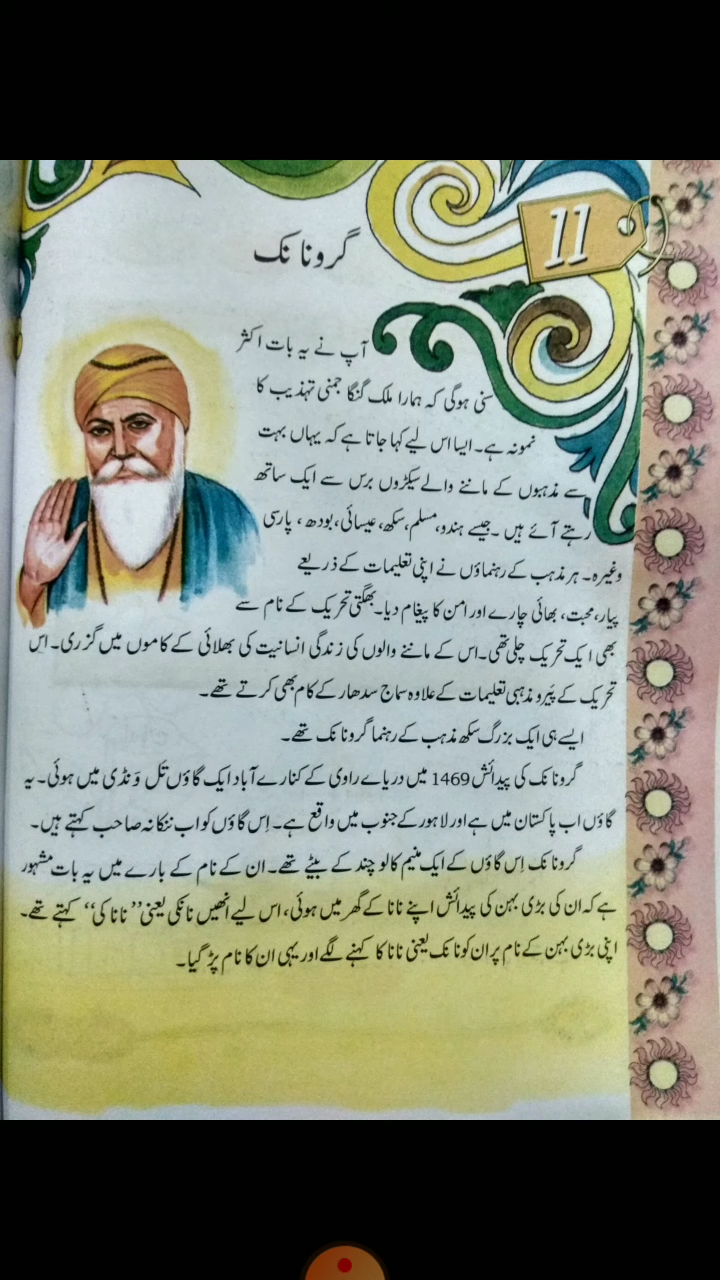 11
گرونانک
آپ نے یہ بات اکثر
سنی ہوگی کہ ہمارا ملک گنگا جمنی تہذیب کا
نمونہ ہے۔ ایسا اس لیے کہا جاتا ہے کہ یہاں بہت
سے مذہبوں کے ماننے والے سیکڑوں برس سے ایک ساتھ
رہتے آئے ہیں ۔ جیسے ہندو، مسلم، سکھ، عیسائی، بودھ ، پارسی
وغیرہ۔ ہر مذہب کے رہنماؤں نے اپنی تعلیمات کے ذریعے
پیار، محبت، بھائی چارے اور امن کا پیغام دیا۔ بھگتی تحریک کے نام سے
بھی ایک تحریک چلی تھی۔ اس کے ماننے والوں کی زندگی انسانیت کی بھلائی کے کاموں میں گزری۔ اِس
تحریک کے پَیرو مذہبی تعلیمات کے علاوہ سماج سدھار کے کام بھی کرتے تھے۔
ایسے ہی ایک بزرگ سکھ مذہب کے رہنما گرونانک تھے۔
گرونانک کی پیدائش 1469 میں دریاے راوی کے کنارے آباد ایک گاؤں تل وَنڈی میں ہوئی۔ یہ
گاؤں اب پاکستان میں ہے اور لاہور کے جنوب میں واقع ہے۔ اِس گاؤں کو اب ننکانہ صاحب کہتے ہیں۔
گرونانک اِس گاؤں کے ایک منیم کالو چند کے بیٹے تھے۔ ان کے نام کے بارے میں یہ بات مشہور
ہے کہ ان کی بڑی بہن کی پیدائش اپنے نانا کے گھر میں ہوئی، اس لیے انھیں نانکی یعنی ’’نانا کی‘‘ کہتے تھے۔
اپنی بڑی بہن کے نام پر ان کو نانک یعنی نانا کا کہنے لگے اور یہی ان کا نام پڑ گیا۔